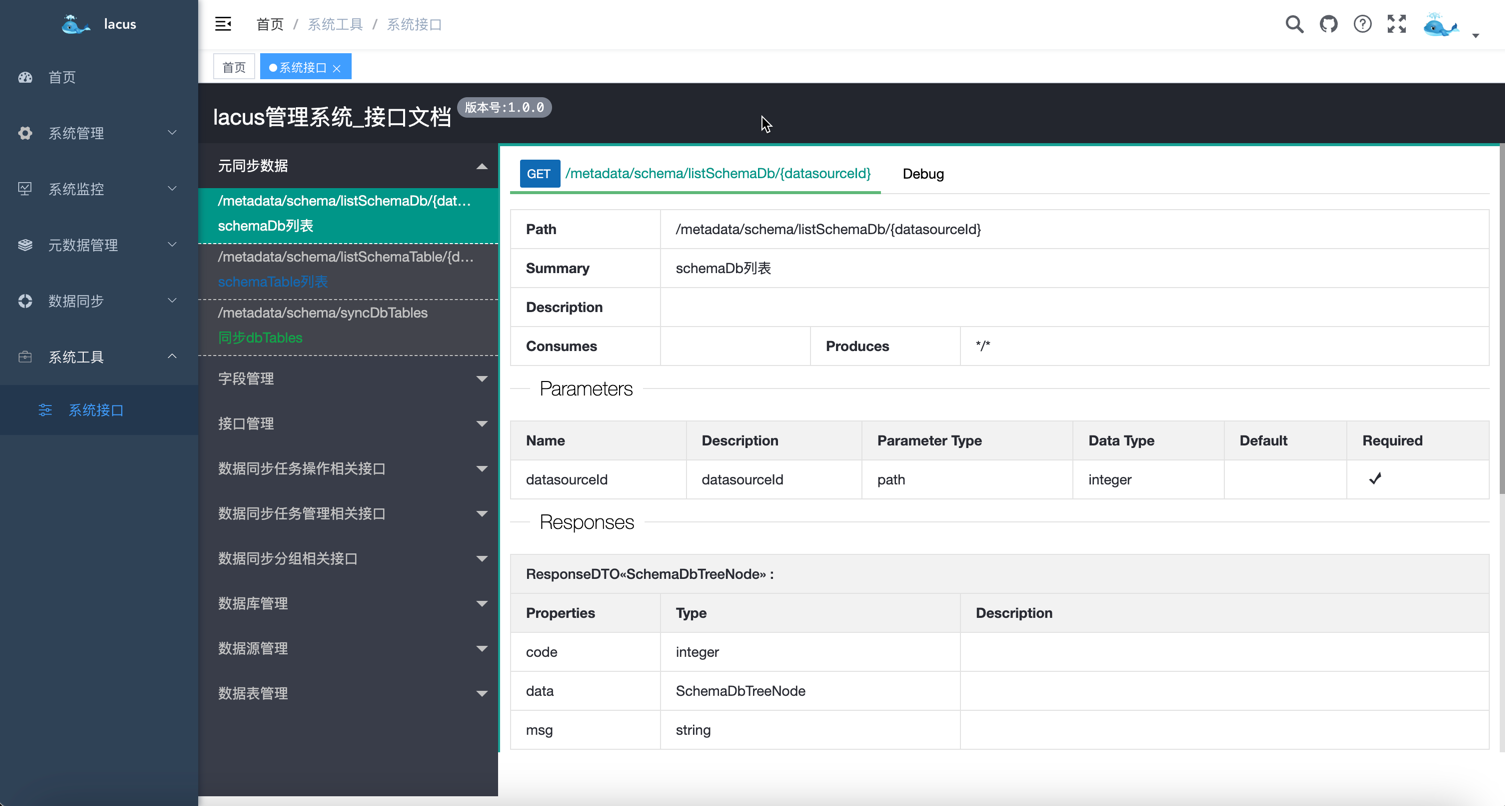 lacus
首页
系统管理
系统监控
元数据管理
数据同步
系统工具
系统接口
首页 / 系统工具 / 系统接口
首页
系统接口 ×
lacus管理系统_接口文档 版本号:1.0.0
元同步数据
/metadata/schema/listSchemaDb/{dat...
schemaDb列表
/metadata/schema/listSchemaTable/{d...
schemaTable列表
/metadata/schema/syncDbTables
同步dbTables
字段管理
接口管理
数据同步任务操作相关接口
数据同步任务管理相关接口
数据同步分组相关接口
数据库管理
数据源管理
数据表管理
GET /metadata/schema/listSchemaDb/{datasourceId} Debug
Path /metadata/schema/listSchemaDb/{datasourceId}
Summary schemaDb列表
Description
Consumes Produces */*
Parameters
Name Description Parameter Type Data Type Default Required
datasourceId datasourceId path integer ✓
Responses
ResponseDTO«SchemaDbTreeNode» :
Properties Type Description
code integer
data SchemaDbTreeNode
msg string